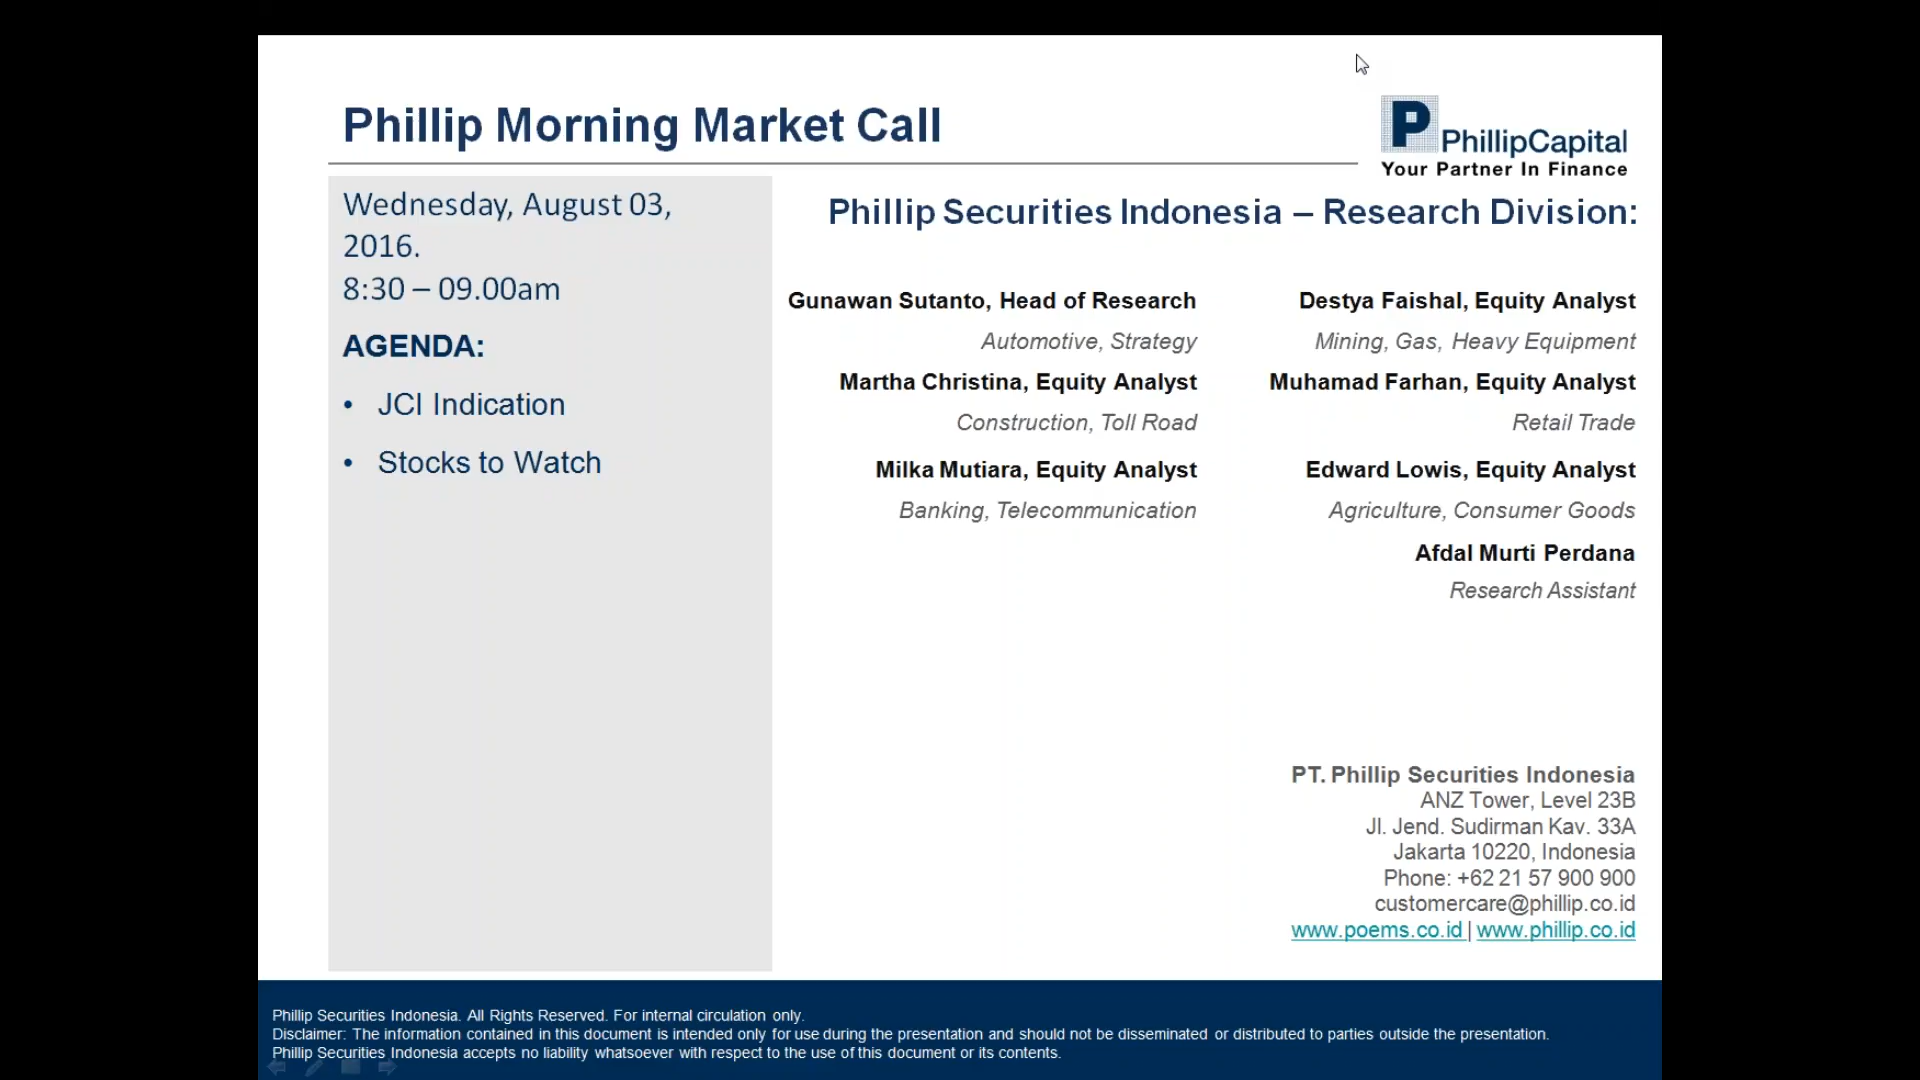 Phillip Morning Market Call
P
PhillipCapital
Your Partner In Finance
Wednesday, August 03,
2016.
8:30 – 09.00am
AGENDA:
• JCI Indication
• Stocks to Watch
Phillip Securities Indonesia – Research Division:
Gunawan Sutanto, Head of Research
Automotive, Strategy
Martha Christina, Equity Analyst
Construction, Toll Road
Milka Mutiara, Equity Analyst
Banking, Telecommunication
Destya Faishal, Equity Analyst
Mining, Gas, Heavy Equipment
Muhamad Farhan, Equity Analyst
Retail Trade
Edward Lowis, Equity Analyst
Agriculture, Consumer Goods
Afdal Murti Perdana
Research Assistant
PT. Phillip Securities Indonesia
ANZ Tower, Level 23B
Jl. Jend. Sudirman Kav. 33A
Jakarta 10220, Indonesia
Phone: +62 21 57 900 900
customercare@phillip.co.id
www.poems.co.id | www.phillip.co.id
Phillip Securities Indonesia. All Rights Reserved. For internal circulation only.
Disclaimer: The information contained in this document is intended only for use during the presentation and should not be disseminated or distributed to parties outside the presentation.
Phillip Securities Indonesia accepts no liability whatsoever with respect to the use of this document or its contents.